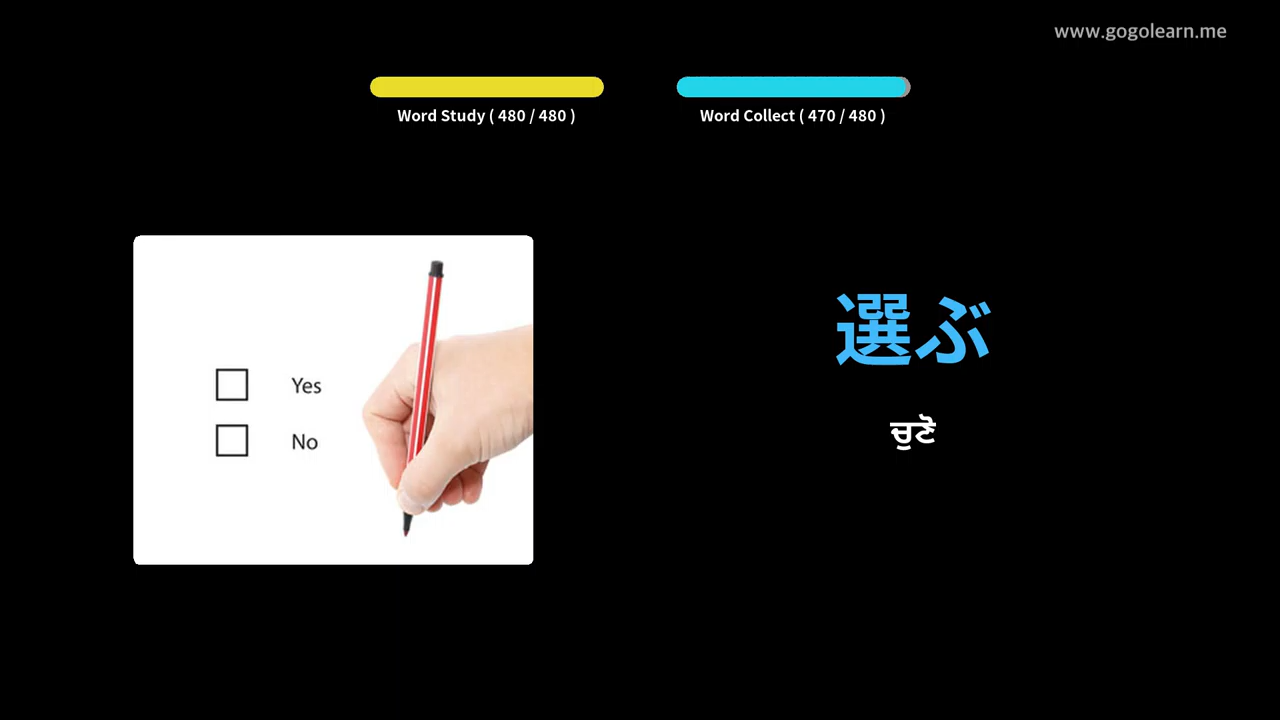 www.gogolearn.me
Word Study ( 480 / 480 )
Word Collect ( 470 / 480 )
Yes
No
選ぶ
ਚੁਣੋ